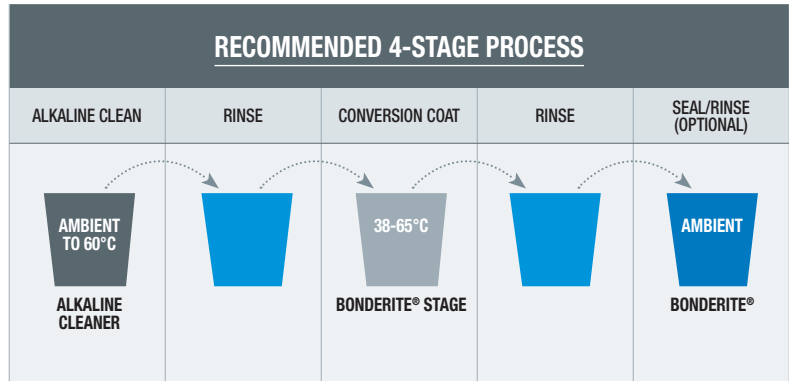 RECOMMENDED 4-STAGE PROCESS
ALKALINE CLEAN
RINSE
CONVERSION COAT
RINSE
SEAL/RINSE
(OPTIONAL)
AMBIENT
TO 60°C
38-65°C
AMBIENT
ALKALINE
CLEANER
BONDERITE® STAGE
BONDERITE®